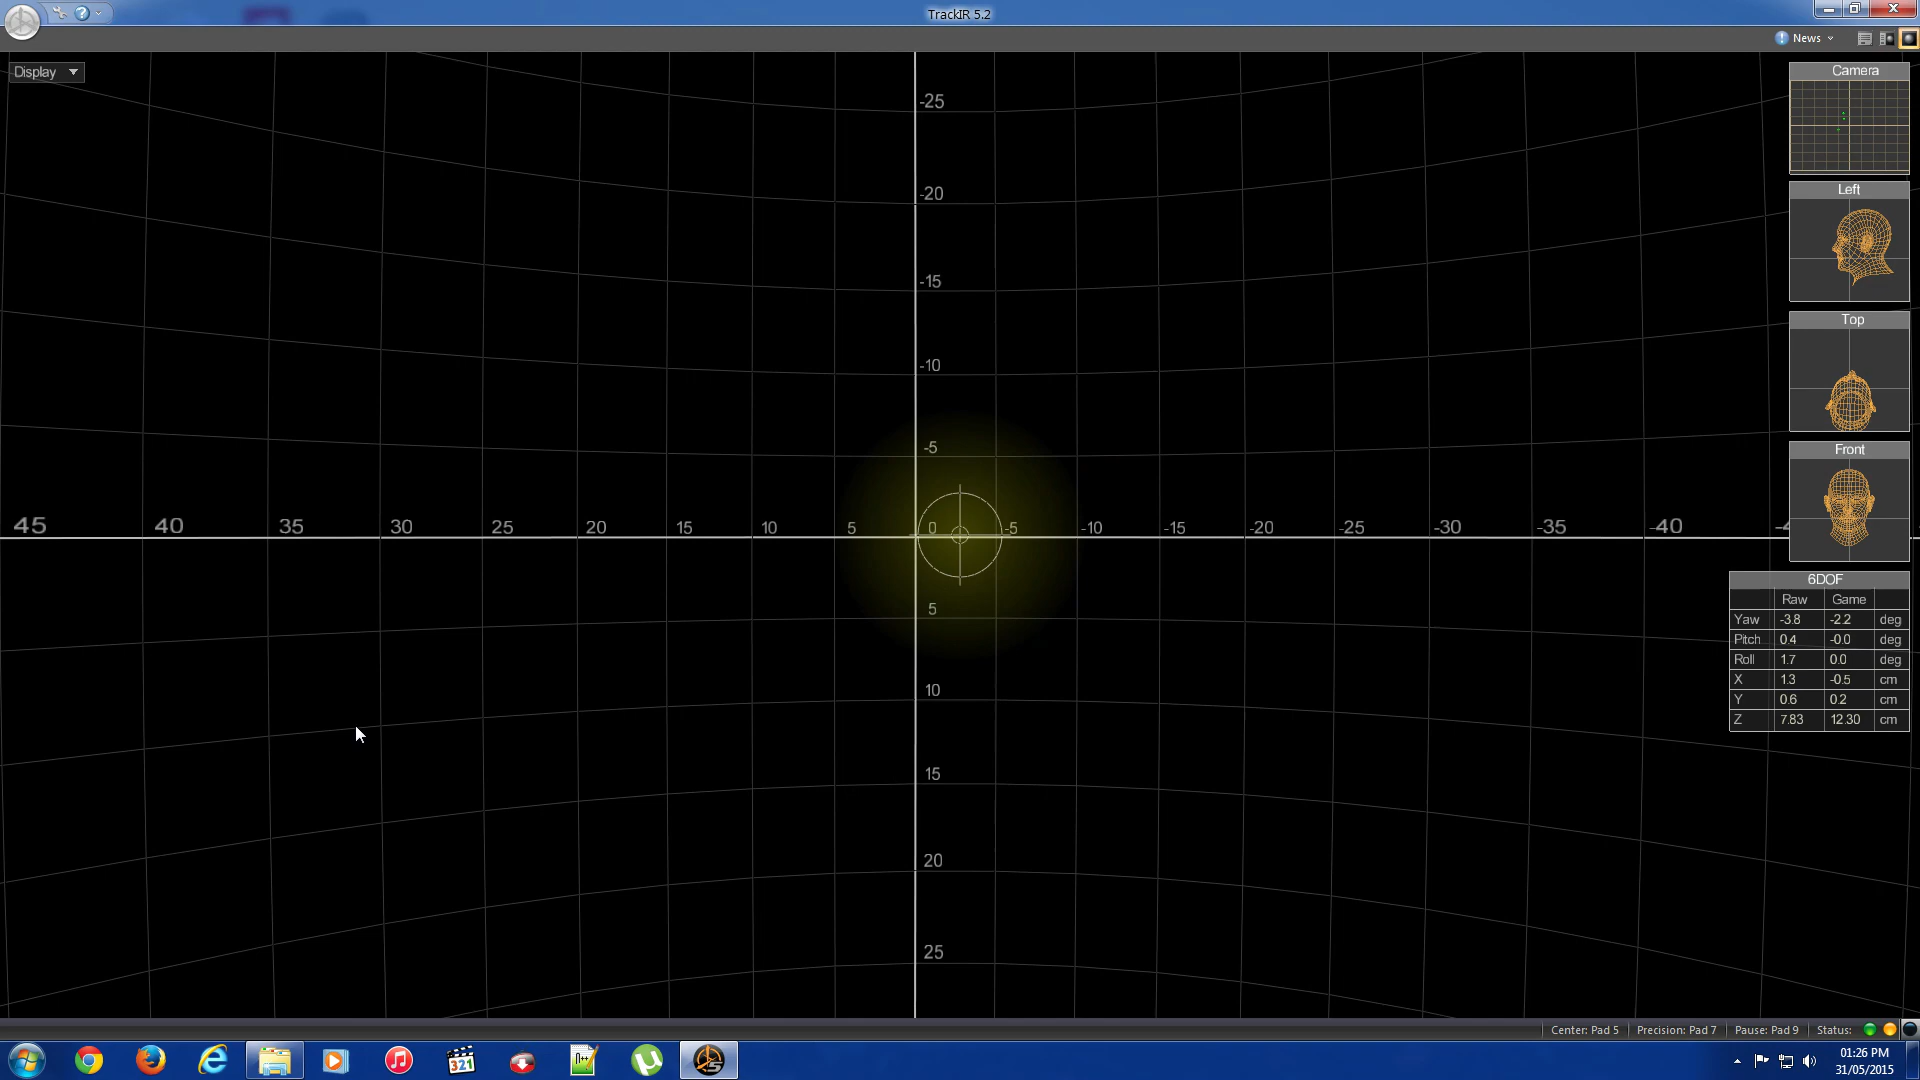 TrackIR 5.2
News
Display
Camera
Left
Top
Front
-25
-20
-15
-10
-5
45 40 35 30 25 20 15 10 5 0 -5 -10 -15 -20 -25 -30 -35 -40
5
10
15
20
25
6DOF
Raw Game
Yaw -3.8 -2.2 deg
Pitch 0.4 -0.0 deg
Roll 1.7 0.0 deg
X 1.3 -0.5 cm
Y 0.6 0.2 cm
Z 7.83 12.30 cm
Center: Pad 5 Precision: Pad 7 Pause: Pad 9 Status:
321
01:26 PM
31/05/2015